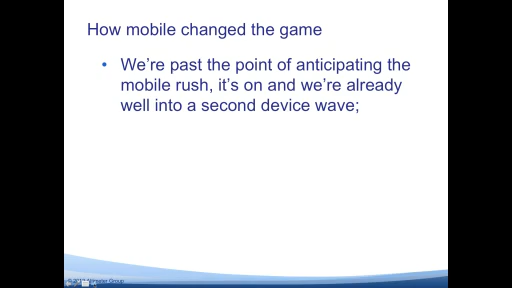 How mobile changed the game
• We're past the point of anticipating the
mobile rush, it's on and we're already
well into a second device wave;
Group